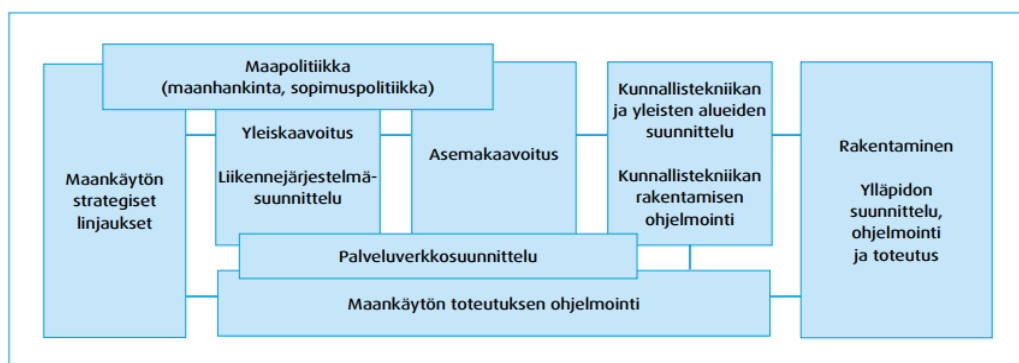 Maapolitiikka
(maanhankinta, sopimuspolitiikka)
Maankäytön
strategiset
linjaukset
Yleiskaavoitus
Liikennejärjestelmä-
suunnittelu
Asemakaavoitus
Kunnallistekniikan
ja yleisten alueiden
suunnittelu
Kunnallistekniikan
rakentamisen
ohjelmointi
Rakentaminen
Ylläpidon
suunnittelu,
ohjelmointi
ja toteutus
Palveluverkkosuunnittelu
Maankäytön toteutuksen ohjelmointi